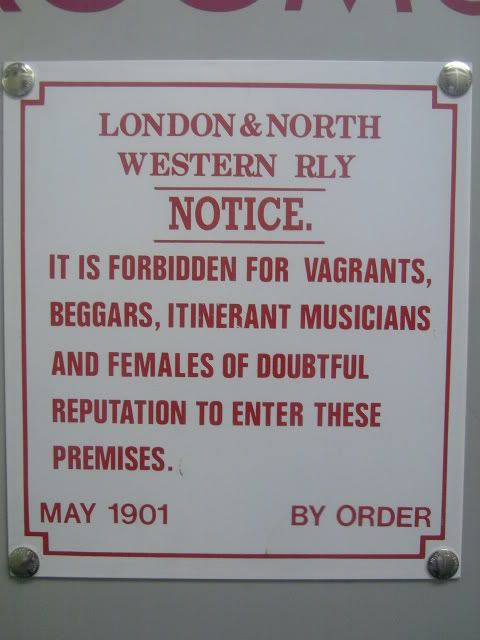 LONDON & NORTH
WESTERN RLY
NOTICE.
IT IS FORBIDDEN FOR VAGRANTS,
BEGGARS, ITINERANT MUSICIANS
AND FEMALES OF DOUBTFUL
REPUTATION TO ENTER THESE
PREMISES.
MAY 1901 BY ORDER